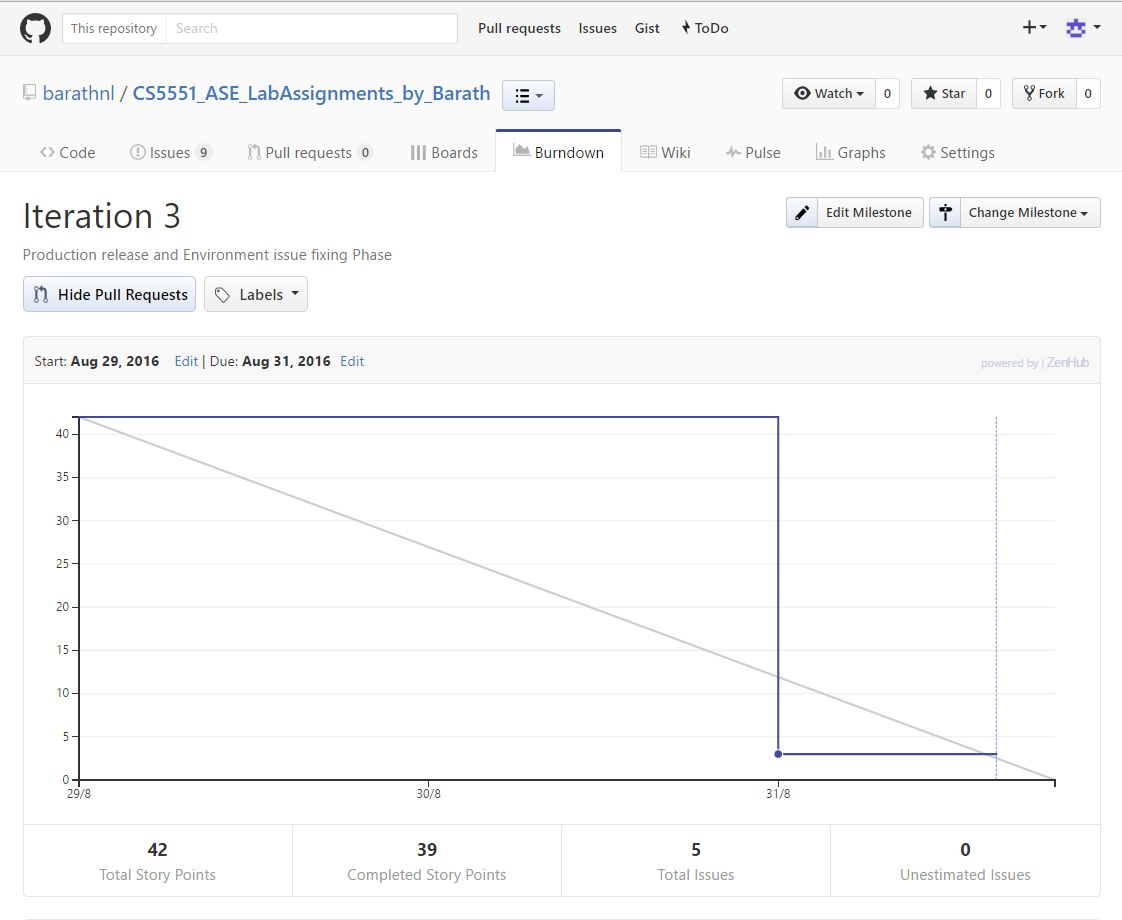 This repository Search Pull requests Issues Gist ToDo
barathnl / CS5551_ASE_LabAssignments_by_Barath Watch 0 Star 0 Fork 0
Code Issues 9 Pull requests 0 Boards Burndown Wiki Pulse Graphs Settings
Iteration 3 Edit Milestone Change Milestone
Production release and Environment issue fixing Phase
Hide Pull Requests Labels
Start: Aug 29, 2016 Edit | Due: Aug 31, 2016 Edit powered by | ZenHub
40
35
30
25
20
15
10
5
0
29/8 30/8 31/8
42 39 5 0
Total Story Points Completed Story Points Total Issues Unestimated Issues